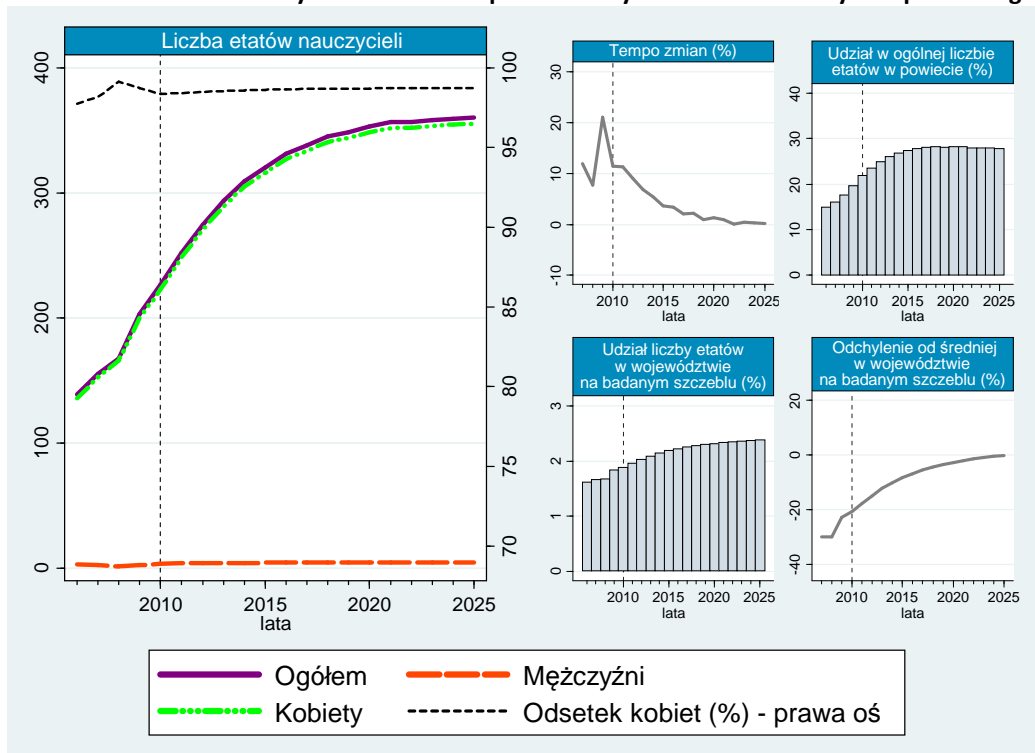 Liczba etatów nauczycieli
400
300
200
100
0
100
95
90
85
80
75
70
2010 2015 2020 2025
lata
Tempo zmian (%)
30
20
10
0
-10
2010 2015 2020 2025
lata
Udział w ogólnej liczbie
etatów w powiecie (%)
40
30
20
10
0
2010 2015 2020 2025
lata
Udział liczby etatów
w województwie
na badanym szczeblu (%)
3
2
1
0
2010 2015 2020 2025
lata
Odchylenie od średniej
w województwie
na badanym szczeblu (%)
20
0
-20
-40
2010 2015 2020 2025
lata
Ogółem
Mężczyźni
Kobiety
Odsetek kobiet (%) - prawa oś